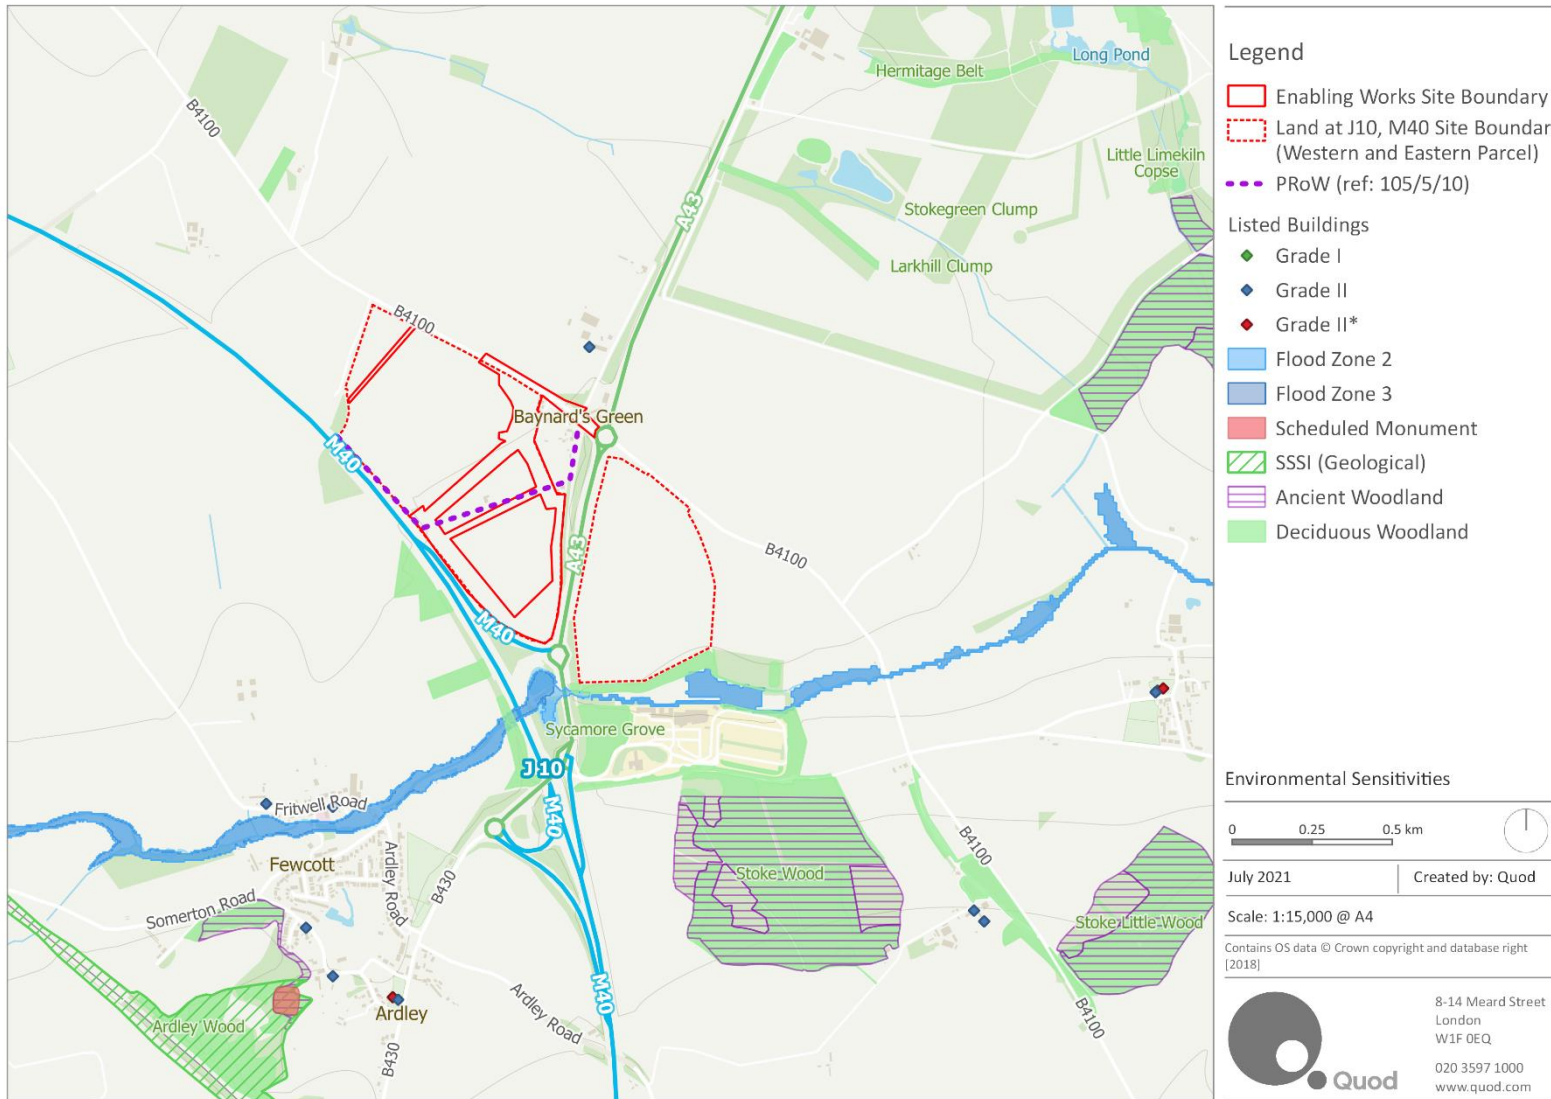 B4100
A43
Hermitage Belt
Long Pond
Little Limekiln
Copse
Stokegreen Clump
Larkhill Clump
B4100
Baynard's Green
M40
A43
B4100
M40
Sycamore Grove
J 10
M40
Fritwell Road
Fewcott
Ardley Road
B430
Somerton Road
Stoke Wood
B4100
Stoke Little Wood
Ardley Wood
Ardley
Ardley Road
M40
B430
B4100
Legend
Enabling Works Site Boundary
Land at J10, M40 Site Boundar
(Western and Eastern Parcel)
PRoW (ref: 105/5/10)
Listed Buildings
Grade I
Grade II
Grade II*
Flood Zone 2
Flood Zone 3
Scheduled Monument
SSSI (Geological)
Ancient Woodland
Deciduous Woodland
Environmental Sensitivities
0 0.25 0.5 km
July 2021
Created by: Quod
Scale: 1:15,000 @ A4
Contains OS data © Crown copyright and database right
[2018]
Quod
8-14 Meard Street
London
W1F 0EQ
020 3597 1000
www.quod.com